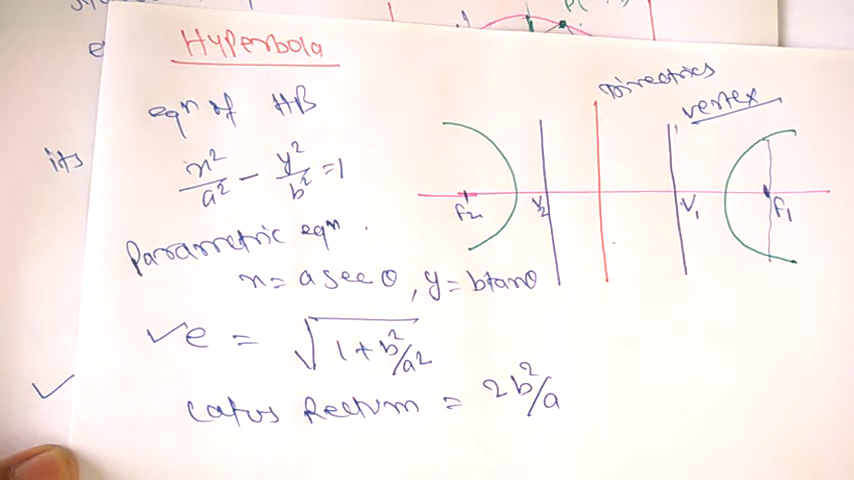 Hyperbola
eqⁿ of HB
its
x²/a² - y²/b² = 1
Parametric eqⁿ.
x = a sec θ, y = b tan θ
✓e = √(1 + b²/a²)
✓
Latus Rectum = 2b²/a
Directrics
vertex
F2
V2
V1
F1
P(
e